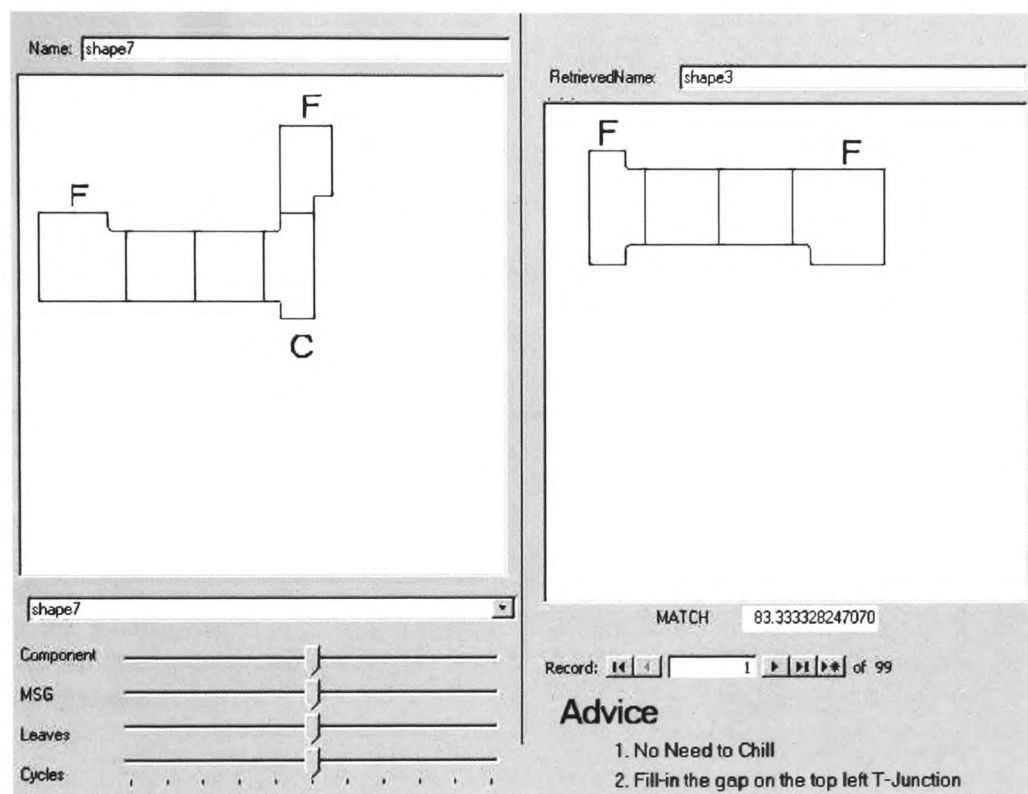 Name: shape7
F
F
C
shape7
Component
MSG
Leaves
Cycles
RetrievedName: shape3
F
F
MATCH 83.333328247070
Record: 1 of 99
Advice
1. No Need to Chill
2. Fill-in the gap on the top left T-Junction